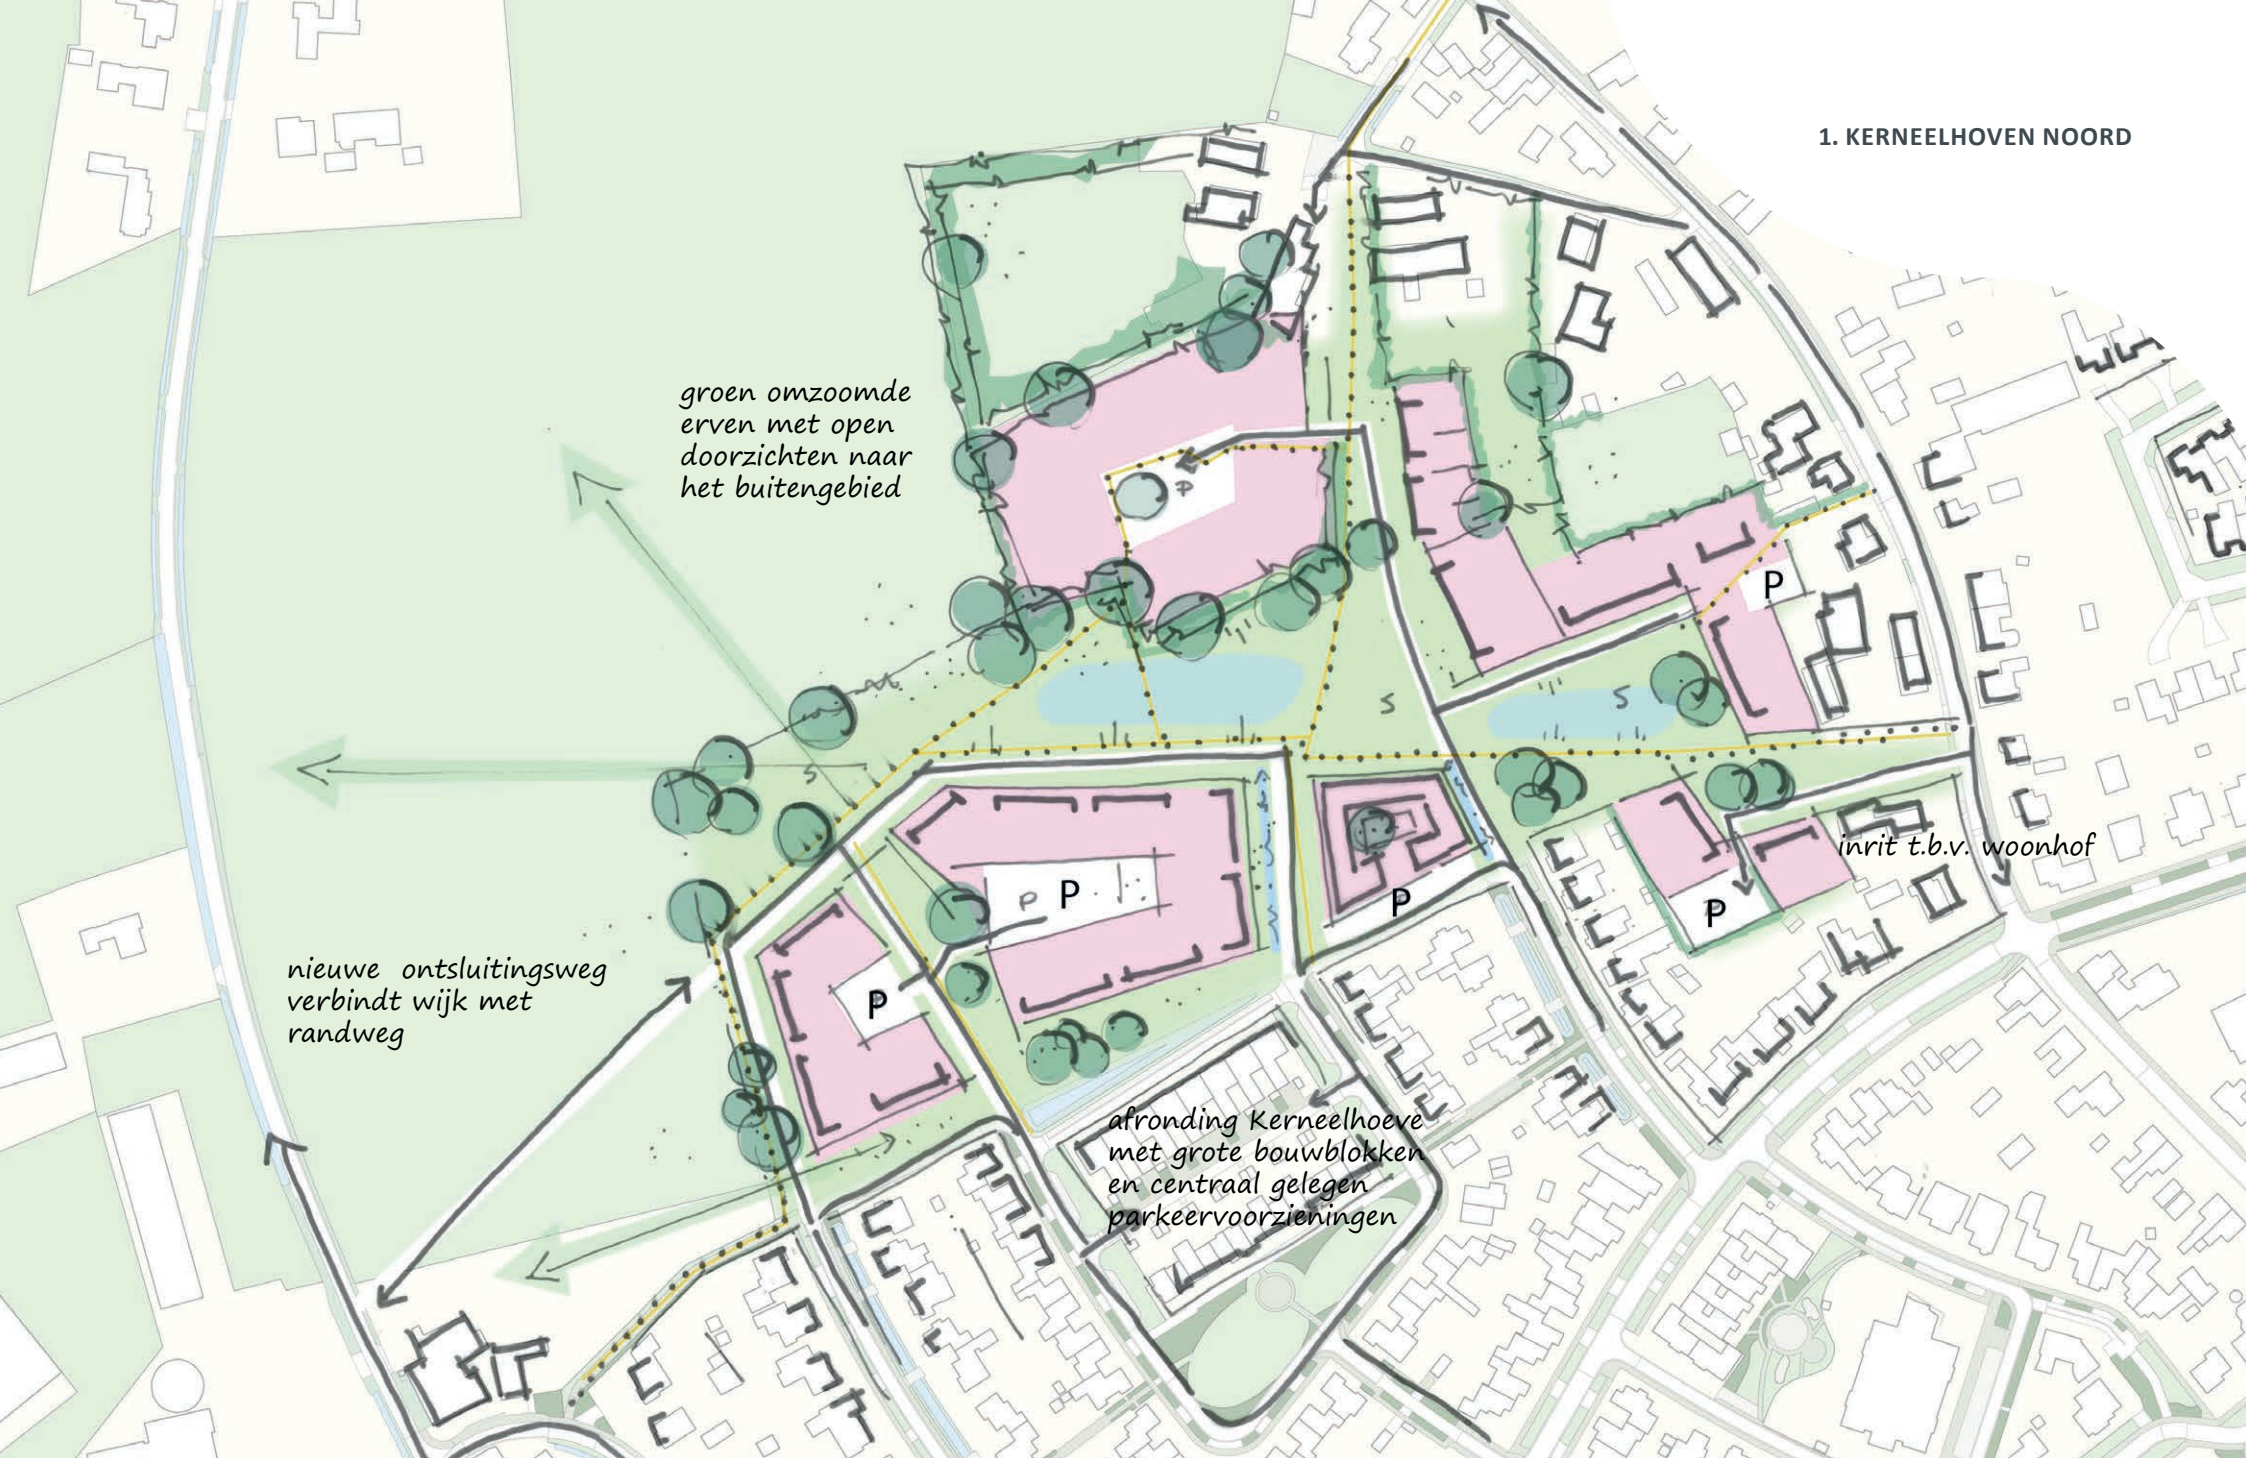 1. KERNEELHOVEN NOORD
groen omzoomde
erven met open
doorzichten naar
het buitengebied
P
P
S
S
S
inrit t.b.v. woonhof
P
P
P
P
P
nieuwe ontsluitingsweg
verbindt wijk met
randweg
P
afronding Kerneelhoeve
met grote bouwblokken
en centraal gelegen
parkeervoorzieningen